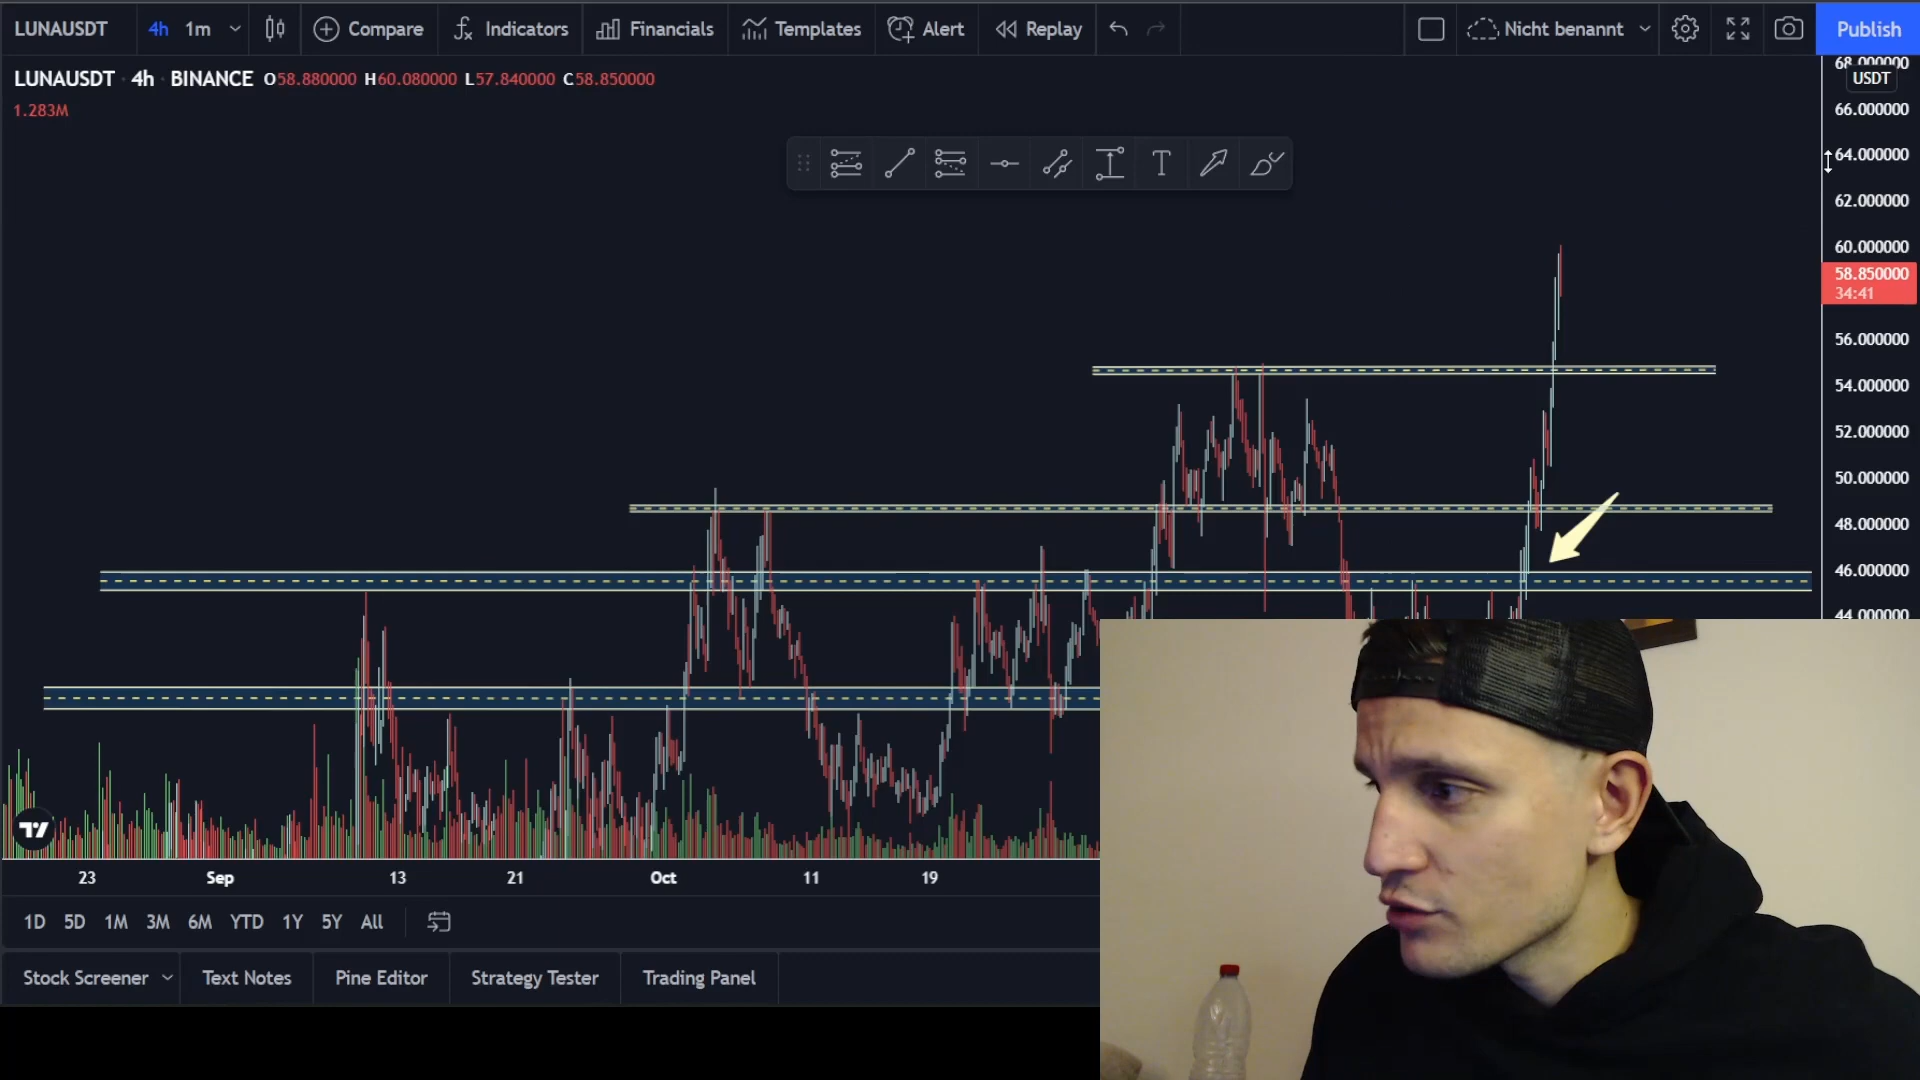 LUNAUSDT 4h 1m Compare Indicators Financials Templates Alert Replay Nicht benannt Publish
LUNAUSDT · 4h · BINANCE O58.880000 H60.080000 L57.840000 C58.850000
1.283M
68.000000
USDT
66.000000
64.000000
62.000000
60.000000
58.850000
34:41
56.000000
54.000000
52.000000
50.000000
48.000000
46.000000
44.000000
23 Sep 13 21 Oct 11 19
1D 5D 1M 3M 6M YTD 1Y 5Y All
Stock Screener Text Notes Pine Editor Strategy Tester Trading Panel